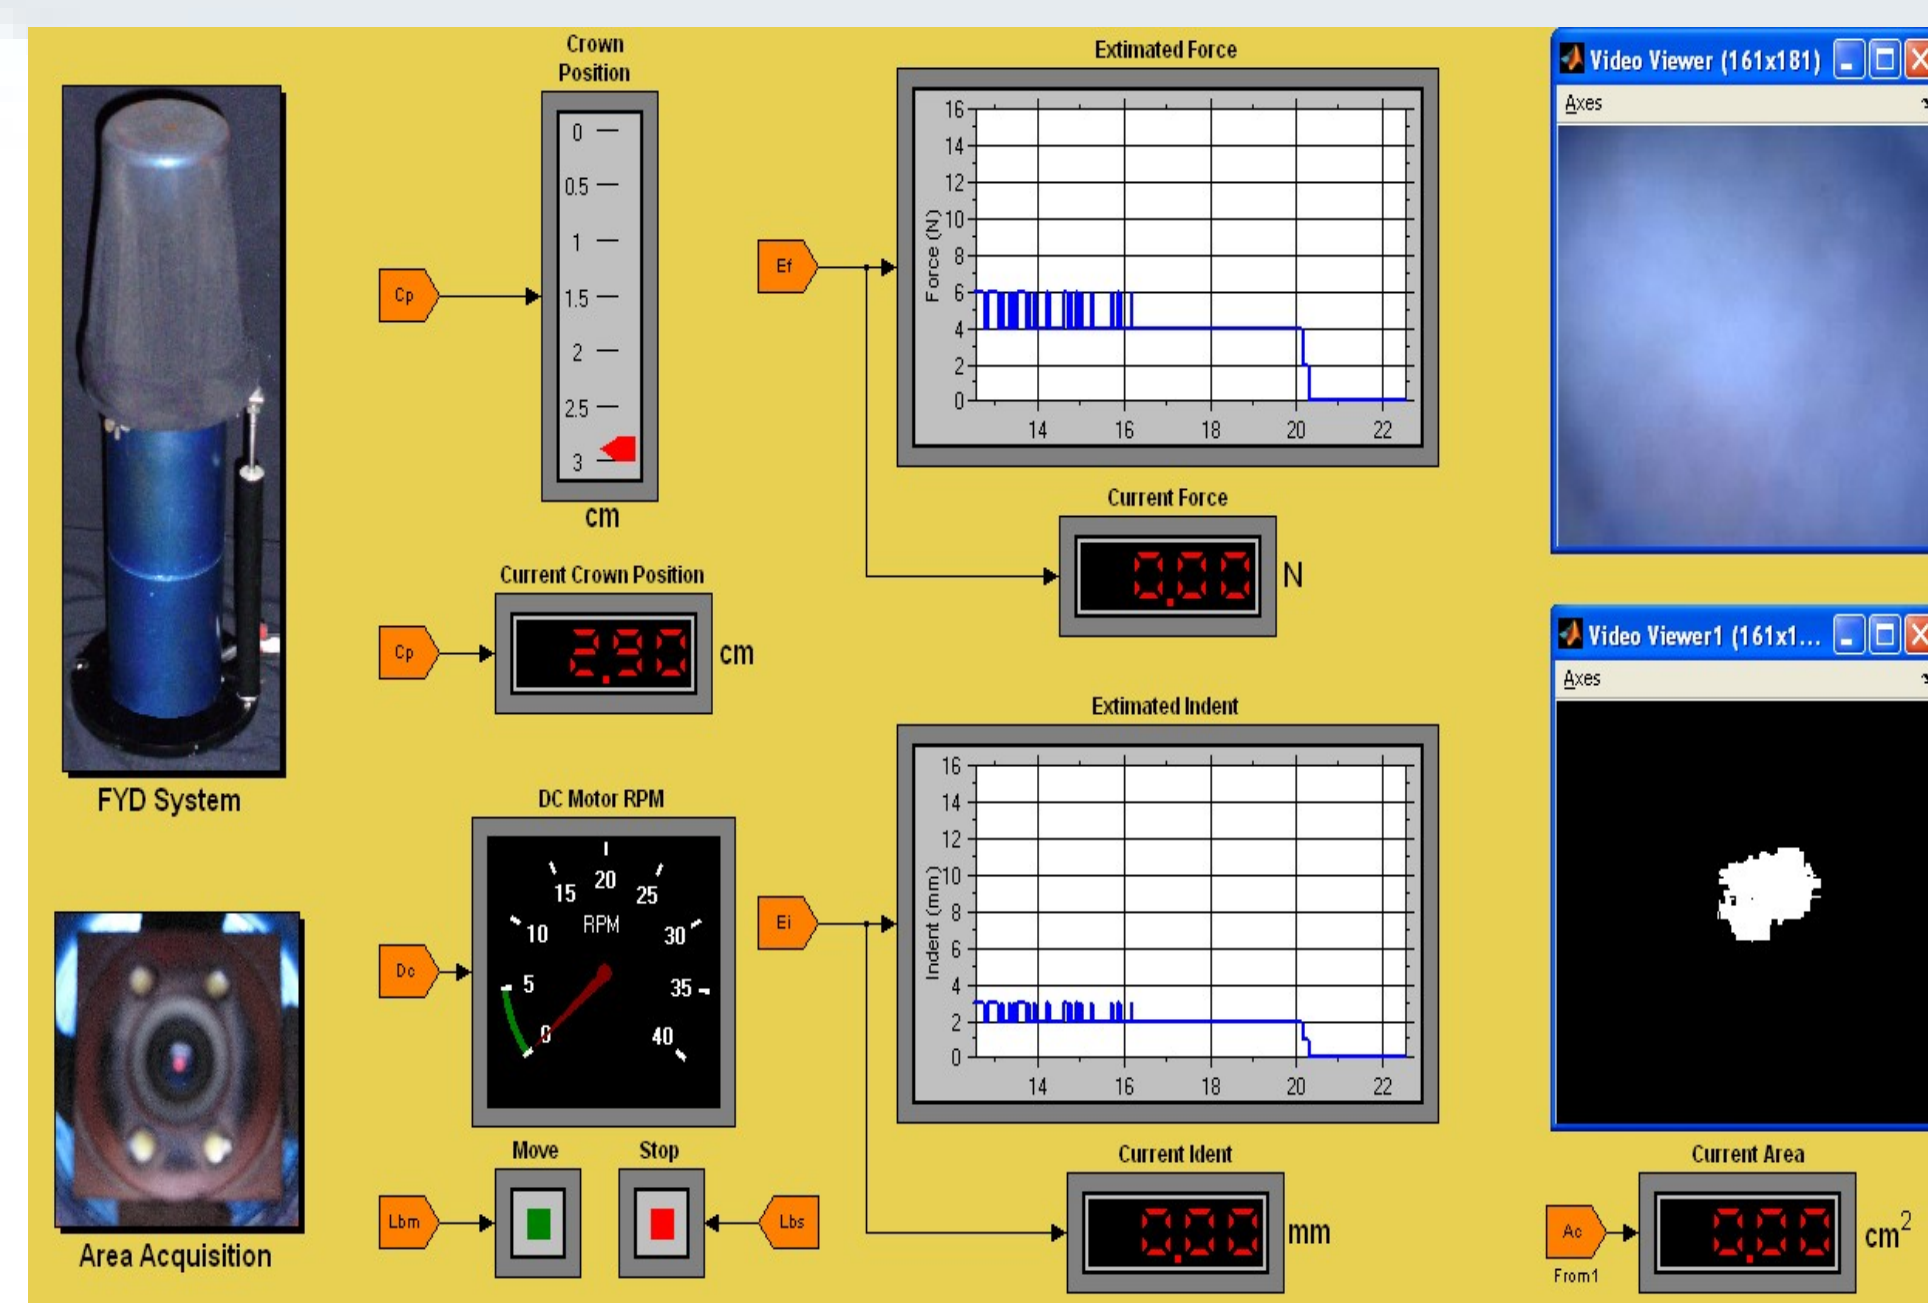 Crown
Position
0
0.5
1
1.5
2
2.5
3
cm
Cp
Current Crown Position
2.90
cm
Cp
FYD System
DC Motor RPM
0
5
10
15
20
25
30
35
40
RPM
Dc
Area Acquisition
Move
Stop
Lbm
Lbs
Extimated Force
Force (N)
16
14
12
10
8
6
4
2
0
14
16
18
20
22
Ef
Current Force
0.00
N
Extimated Indent
Indent (mm)
16
14
12
10
8
6
4
2
0
14
16
18
20
22
Ei
Current Ident
0.00
mm
Video Viewer (161x181)
Axes
Video Viewer1 (161x1...
Axes
Current Area
Ac
From1
0.00
cm²